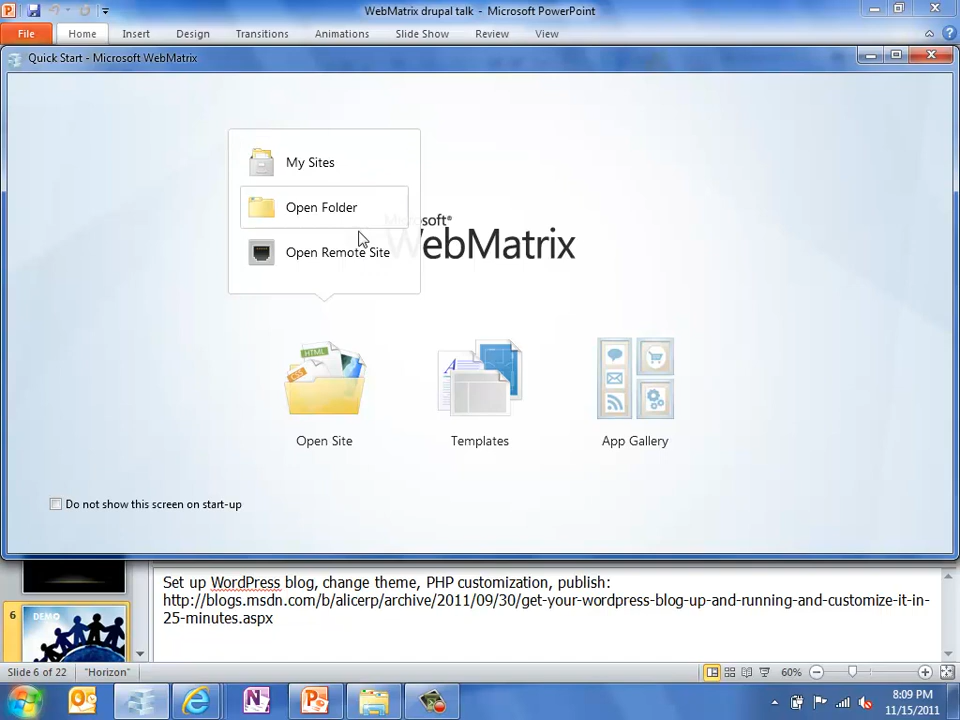 WebMatrix drupal talk - Microsoft PowerPoint
File Home Insert Design Transitions Animations Slide Show Review View
Quick Start - Microsoft WebMatrix
My Sites
Open Folder
Open Remote Site
Microsoft®
WebMatrix
HTML
CSS
A
Open Site Templates App Gallery
Do not show this screen on start-up
Set up WordPress blog, change theme, PHP customization, publish:
http://blogs.msdn.com/b/alicerp/archive/2011/09/30/get-your-wordpress-blog-up-and-running-and-customize-it-in-
25-minutes.aspx
6 DEMO
Slide 6 of 22 "Horizon" 60%
8:09 PM
11/15/2011